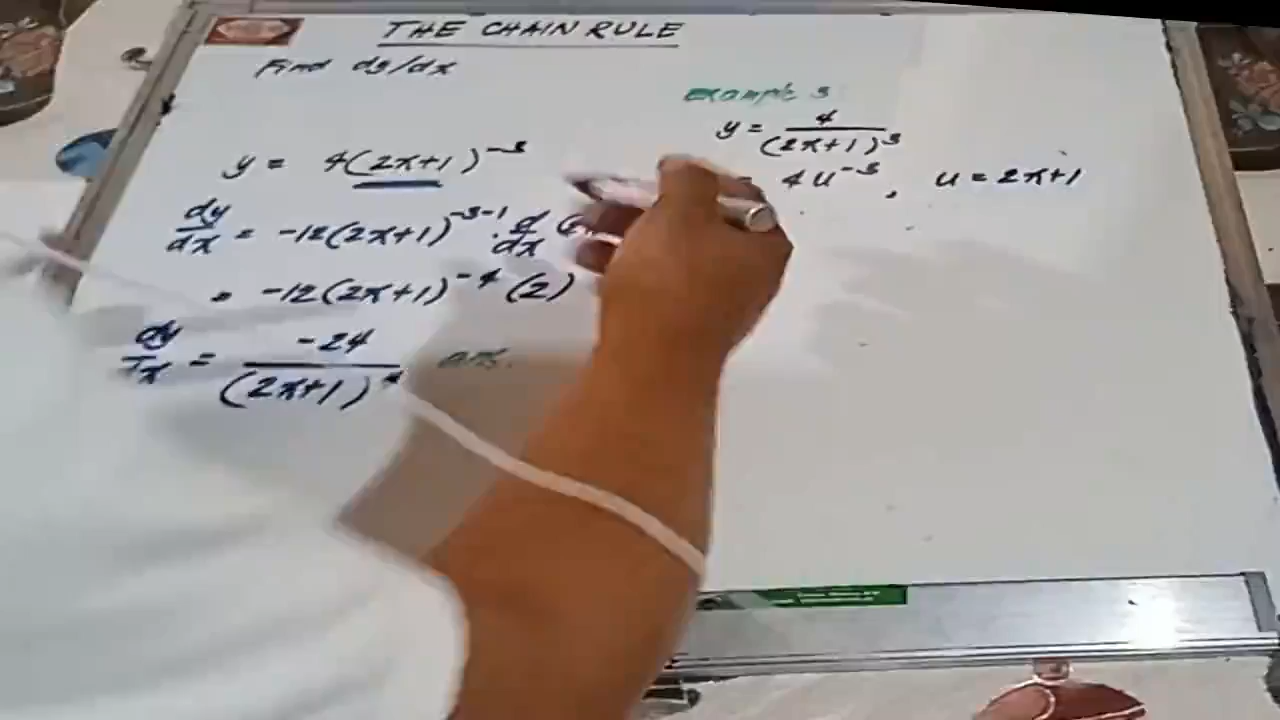 THE CHAIN RULE
Find dy/dx
y = 4(2x+1)^-3
dy/dx = -12(2x+1)^-3-1 · d/dx (2
= -12(2x+1)^-4 (2)
dy/dx = -24/(2x+1)^4 ans.
example 3
y = 4/(2x+1)^3
4u^-3, u = 2x+1